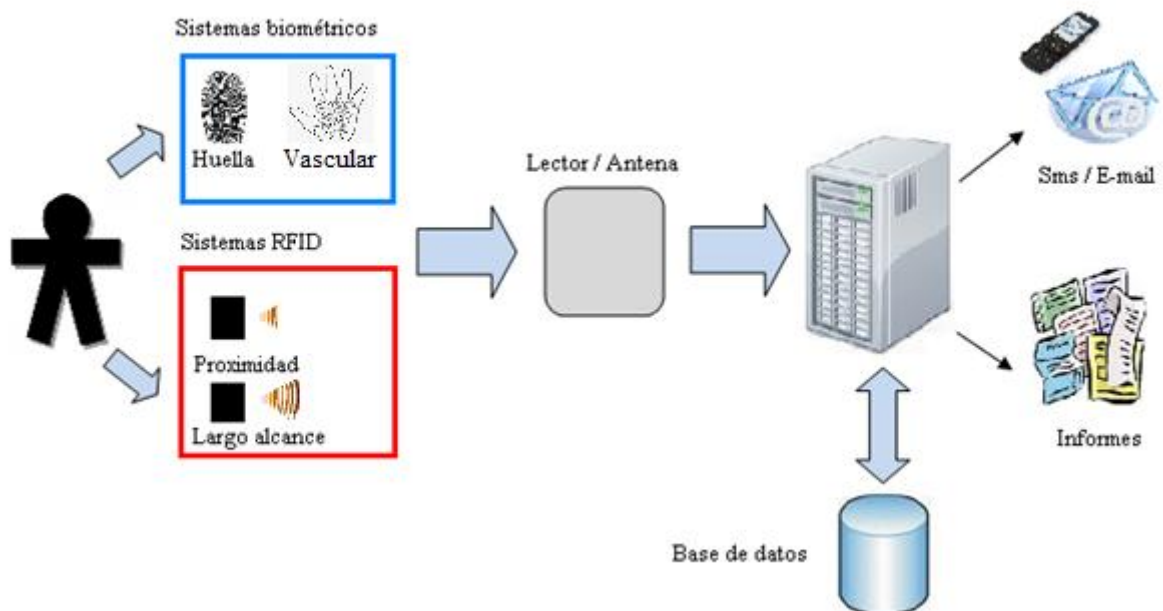 Sistemas biométricos
Huella
Vascular
Sistemas RFID
Proximidad
Largo alcance
Lector / Antena
Sms / E-mail
Informes
Base de datos